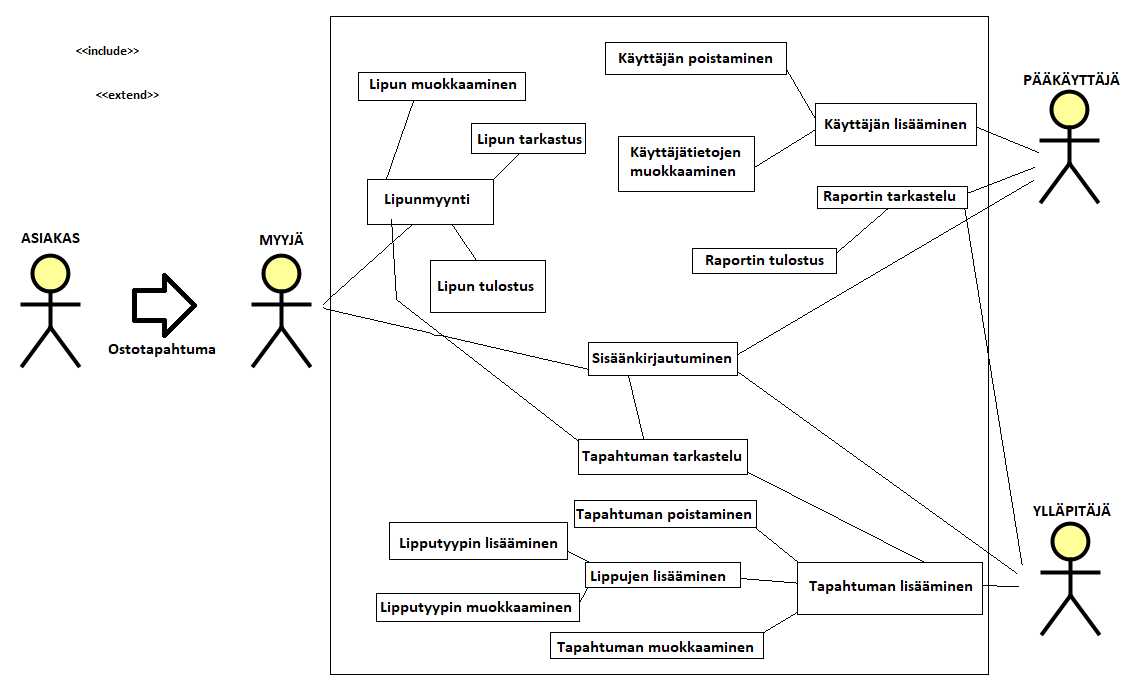 <<include>>
<<extend>>
Käyttäjän poistaminen
Lipun muokkaaminen
PÄÄKÄYTTÄJÄ
Käyttäjän lisääminen
Lipun tarkastus
Käyttäjätietojen
muokkaaminen
Lipunmyynti
Raportin tarkastelu
ASIAKAS
MYYJÄ
Raportin tulostus
Lipun tulostus
Ostotapahtuma
Sisäänkirjautuminen
Tapahtuman tarkastelu
Tapahtuman poistaminen
YLLÄPITÄJÄ
Lipputyypin lisääminen
Lippujen lisääminen
Tapahtuman lisääminen
Lipputyypin muokkaaminen
Tapahtuman muokkaaminen